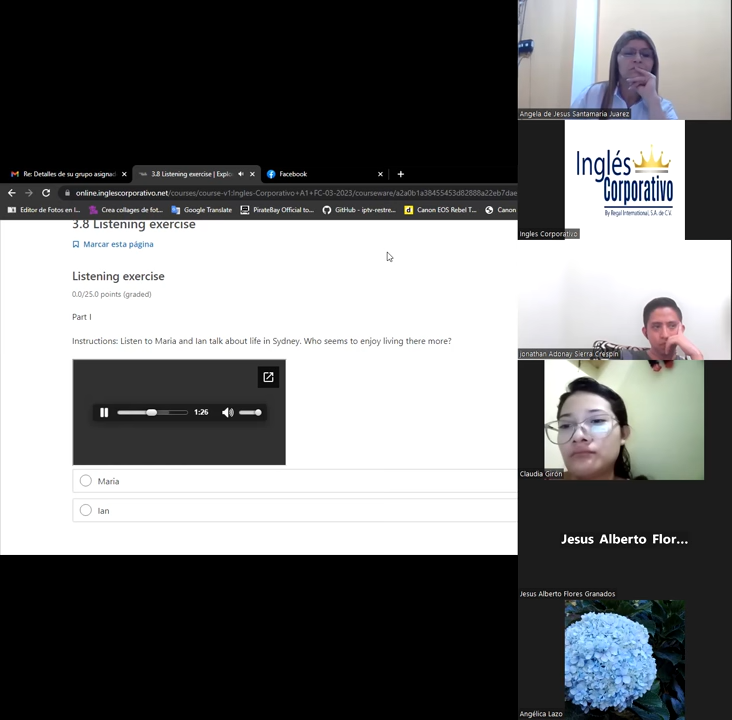 Re: Detalles de su grupo asignad
3.8 Listening exercise | Explo
Facebook
online.inglescorporativo.net/courses/course-v1:Ingles-Corporativo+A1+FC-03-2023/courseware/a2a0b1a38455453d82888a22eb7dae
Editor de Fotos en l...
Crea collages de fot...
Google Translate
PirateBay Official to...
GitHub - iptv-restre...
Canon EOS Rebel T...
Canon
3.8 Listening exercise
Marcar esta página
Listening exercise
0.0/25.0 points (graded)
Part I
Instructions: Listen to Maria and Ian talk about life in Sydney. Who seems to enjoy living there more?
1:26
Maria
Ian
Angela de Jesus Santamaria Juarez
Inglés
Corporativo
By Regal International, S.A. de C.V.
Ingles Corporativo
Jonathan Adonay Sierra Crespin
Claudia Girón
Jesus Alberto Flor...
Jesus Alberto Flores Granados
Angélica Lazo